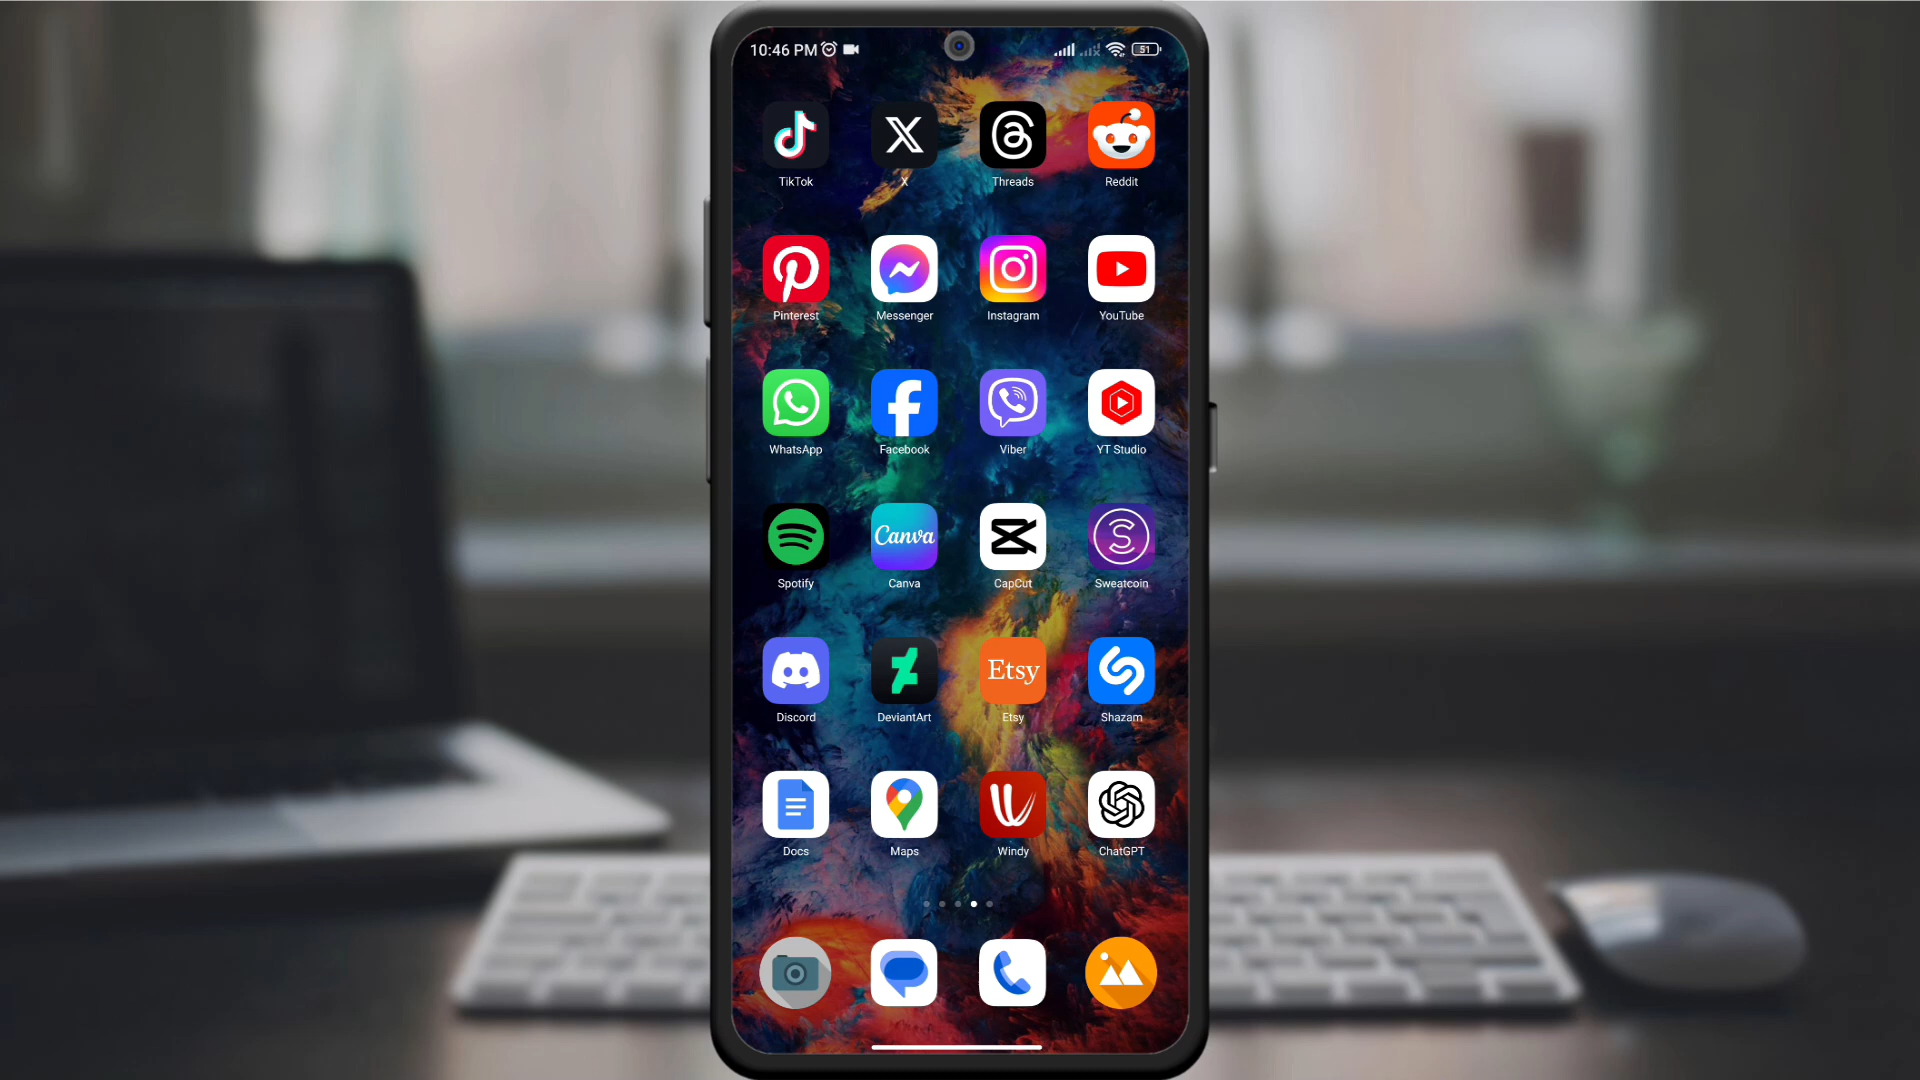 10:46 PM 51
TikTok X Threads Reddit
Pinterest Messenger Instagram YouTube
WhatsApp Facebook Viber YT Studio
Canva
Spotify Canva CapCut Sweatcoin
Etsy
Discord DeviantArt Etsy Shazam
Docs Maps Windy ChatGPT